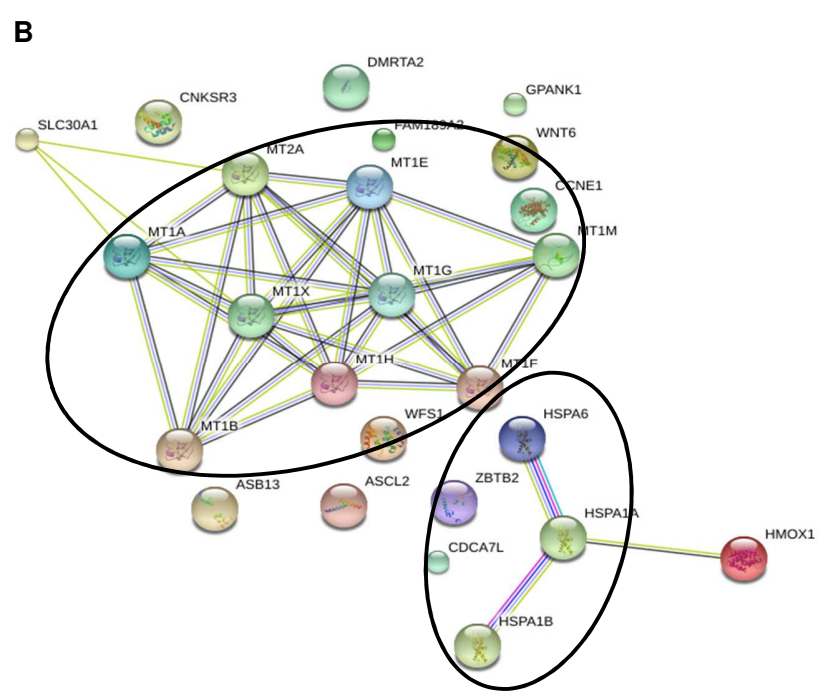 B
DMRTA2
GPANK1
CNKSR3
SLC30A1
FAM189A2
WNT6
MT2A
MT1E
CCNE1
MT1A
MT1M
MT1G
MT1X
MT1H
MT1F
WFS1
HSPA6
MT1B
ASB13
ASCL2
ZBTB2
HSPA1A
HMOX1
CDCA7L
HSPA1B